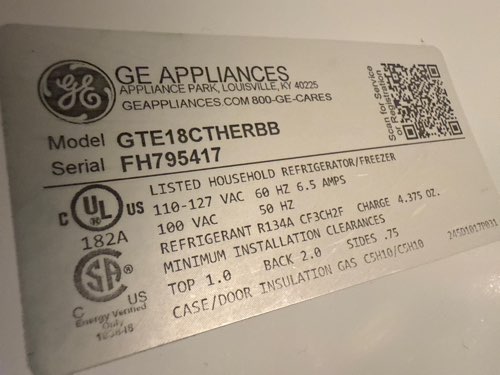 GE APPLIANCES
APPLIANCE PARK, LOUISVILLE, KY 40225
GEAPPLIANCES.COM 800-GE-CARES
Scan for Service
or Registration
Model GTE18CTHERBB
Serial FH795417
LISTED HOUSEHOLD REFRIGERATOR/FREEZER
110-127 VAC 60 HZ 6.5 AMPS
100 VAC 50 HZ
REFRIGERANT R134A CF3CH2F CHARGE 4.375 OZ.
MINIMUM INSTALLATION CLEARANCES
TOP 1.0 BACK 2.0 SIDES .75
CASE/DOOR INSULATION GAS C5H10/C5H10
C UL US
182A
C US
Energy Verified
Only